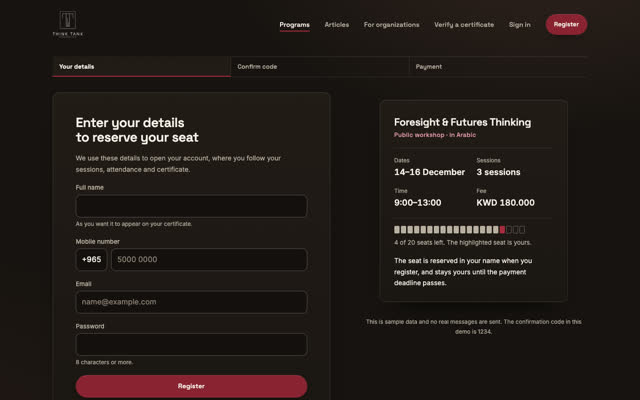 THINK TANK
Programs
Articles
For organizations
Verify a certificate
Sign in
Register
Your details
Confirm code
Payment
Enter your details
to reserve your seat
We use these details to open your account, where you follow your
sessions, attendance and certificate.
Full name
As you want it to appear on your certificate.
Mobile number
+965
5000 0000
Email
name@example.com
Password
8 characters or more.
Register
Foresight & Futures Thinking
Public workshop · in Arabic
Dates
Sessions
14–16 December
3 sessions
Time
Fee
9:00–13:00
KWD 180.000
4 of 20 seats left. The highlighted seat is yours.
The seat is reserved in your name when you
register, and stays yours until the payment
deadline passes.
This is sample data and no real messages are sent. The confirmation code in this
demo is 1234.